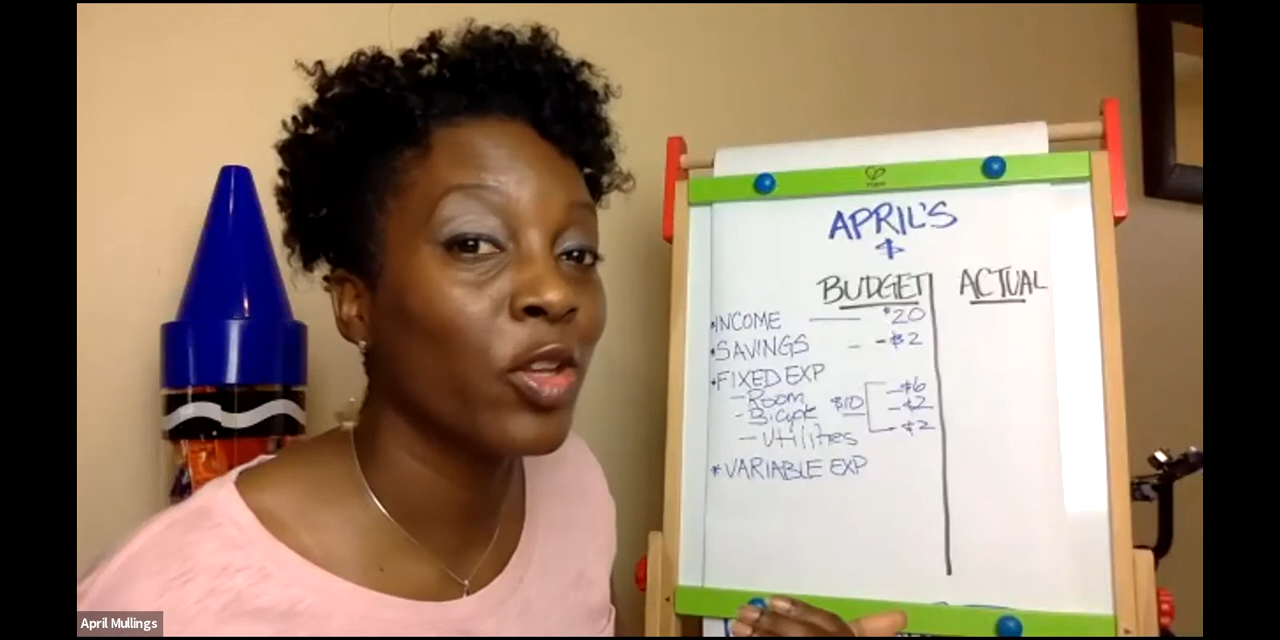 APRIL'S
$
BUDGET ACTUAL
•INCOME — $20
•SAVINGS — -$2
•FIXED EXP
-Room -$6
-Bicycle $10 -$2
-Utilities -$2
*VARIABLE EXP
April Mullings